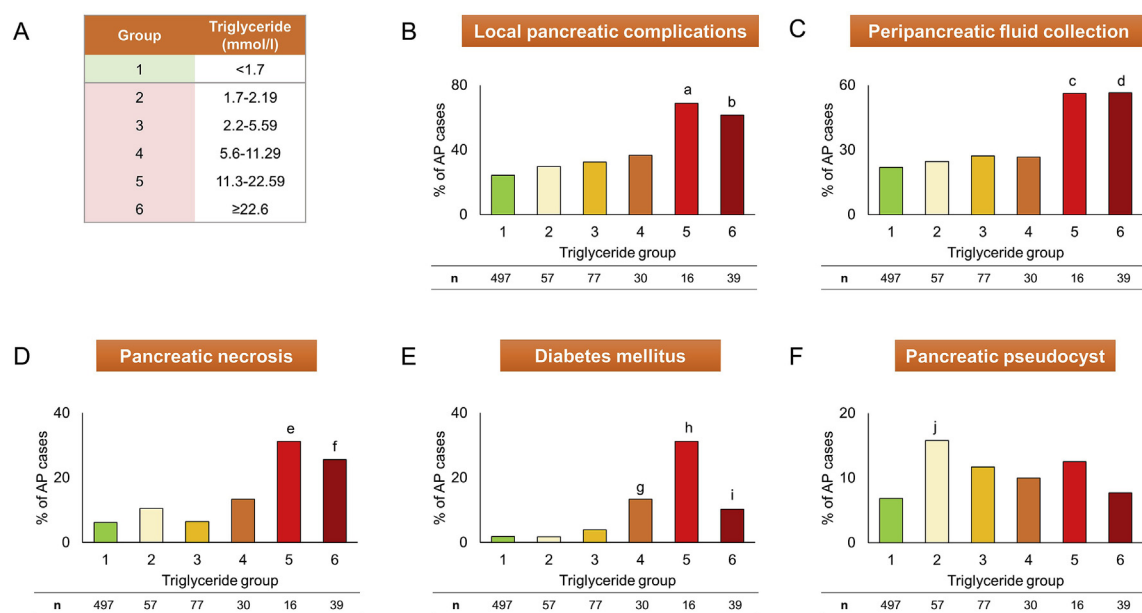 A
Group Triglyceride (mmol/l)
1 <1.7
2 1.7-2.19
3 2.2-5.59
4 5.6-11.29
5 11.3-22.59
6 ≥22.6
B
Local pancreatic complications
% of AP cases
80
40
0
a
b
1 2 3 4 5 6
Triglyceride group
n 497 57 77 30 16 39
C
Peripancreatic fluid collection
% of AP cases
60
30
0
c
d
1 2 3 4 5 6
Triglyceride group
n 497 57 77 30 16 39
D
Pancreatic necrosis
% of AP cases
40
20
0
e
f
1 2 3 4 5 6
Triglyceride group
n 497 57 77 30 16 39
E
Diabetes mellitus
% of AP cases
40
20
0
g
h
i
1 2 3 4 5 6
Triglyceride group
n 497 57 77 30 16 39
F
Pancreatic pseudocyst
% of AP cases
20
10
0
j
1 2 3 4 5 6
Triglyceride group
n 497 57 77 30 16 39